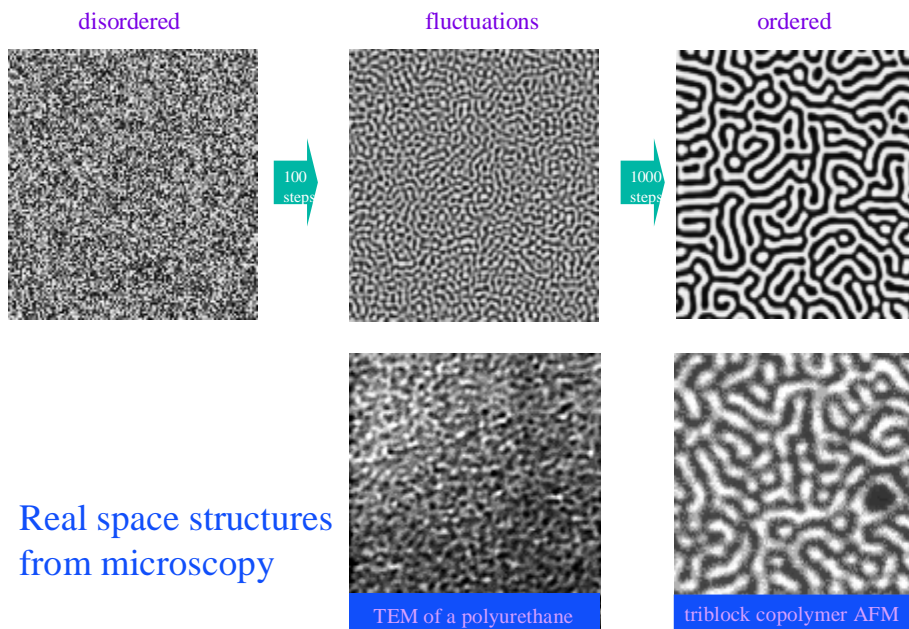 disordered
fluctuations
ordered
100
steps
1000
steps
Real space structures
from microscopy
TEM of a polyurethane
triblock copolymer AFM